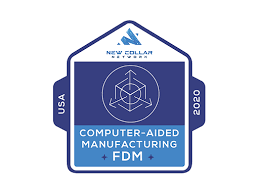 NEW COLLAR
NETWORK
USA
2020
COMPUTER-AIDED
MANUFACTURING
FDM